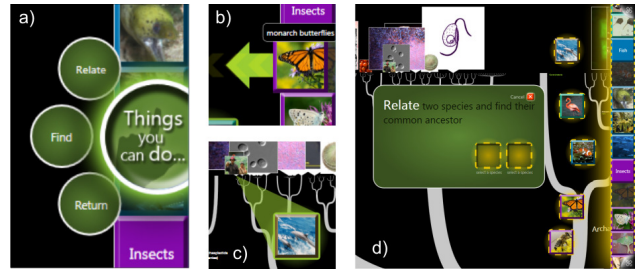 a)
Relate
Find
Return
Things
you
can do...
Insects
b)
Insects
monarch butterflies
c)
d)
Cancel
Relate two species and find their
common ancestor
Fish
Insects
Archa